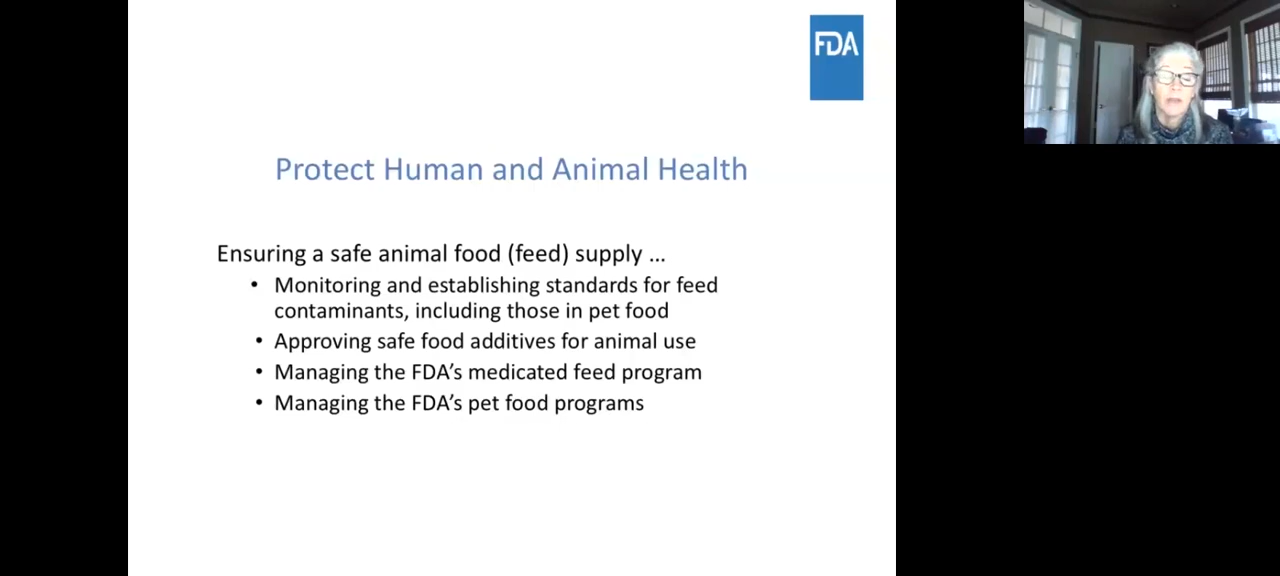 FDA
Protect Human and Animal Health
Ensuring a safe animal food (feed) supply ...
• Monitoring and establishing standards for feed
contaminants, including those in pet food
• Approving safe food additives for animal use
• Managing the FDA’s medicated feed program
• Managing the FDA’s pet food programs